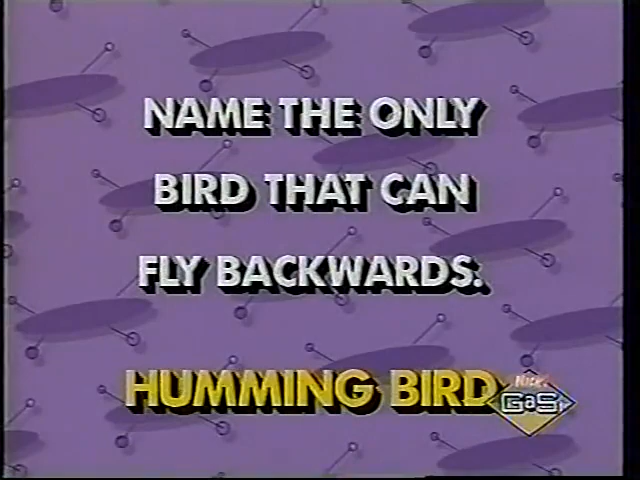 NAME THE ONLY
BIRD THAT CAN
FLY BACKWARDS.
HUMMING BIRD
NICK
GaS